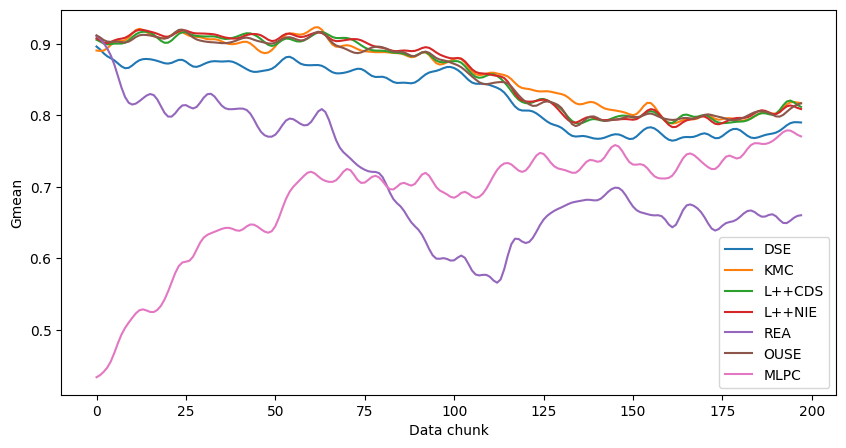 Gmean
0.9
0.8
0.7
0.6
0.5
0
25
50
75
100
125
150
175
200
Data chunk
DSE
KMC
L++CDS
L++NIE
REA
OUSE
MLPC